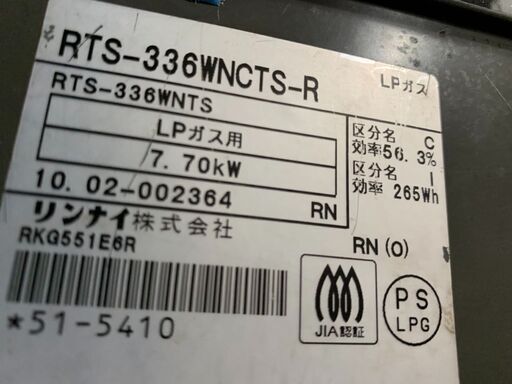 RTS-336WNCTS-R
LPガス
RTS-336WNTS
LPガス用
7.70kW
区分名 C
効率56.3%
区分名 I
効率 265Wh
10.02-002364
RN
リンナイ株式会社
RKG551E6R
RN (0)
*51-5410
JIA認証
PS
LPG